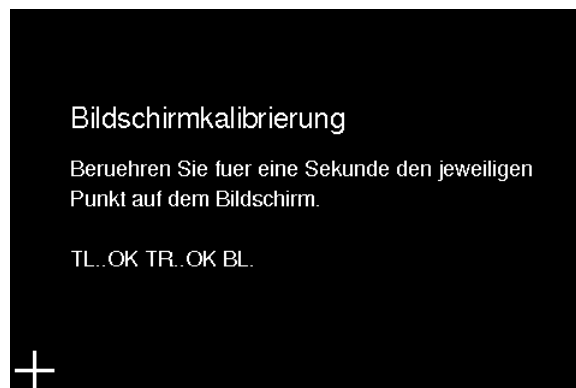 Bildschirmkalibrierung
Beruehren Sie fuer eine Sekunde den jeweiligen
Punkt auf dem Bildschirm.
TL..OK TR..OK BL.